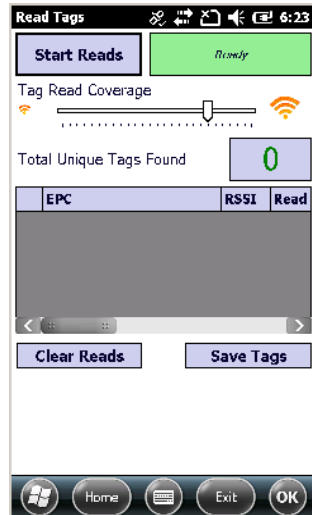 Read Tags 6:23
Start Reads Ready
Tag Read Coverage
Total Unique Tags Found 0
EPC RSSI Read
Clear Reads Save Tags
Home Exit OK